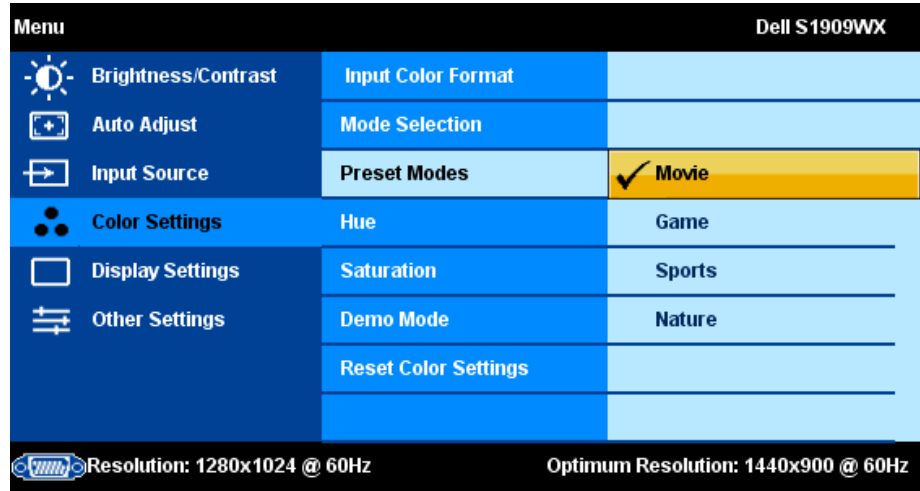 Menu Dell S1909WX
Brightness/Contrast Input Color Format
Auto Adjust Mode Selection
Input Source Preset Modes Movie
Color Settings Hue Game
Display Settings Saturation Sports
Other Settings Demo Mode Nature
Reset Color Settings
Resolution: 1280x1024 @ 60Hz Optimum Resolution: 1440x900 @ 60Hz